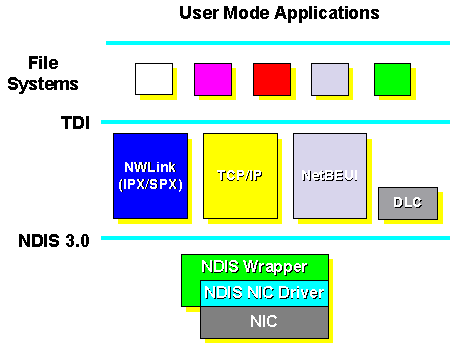 User Mode Applications
File
Systems
TDI
NWLink
(IPX/SPX)
TCP/IP
NetBEUI
DLC
NDIS 3.0
NDIS Wrapper
NDIS NIC Driver
NIC